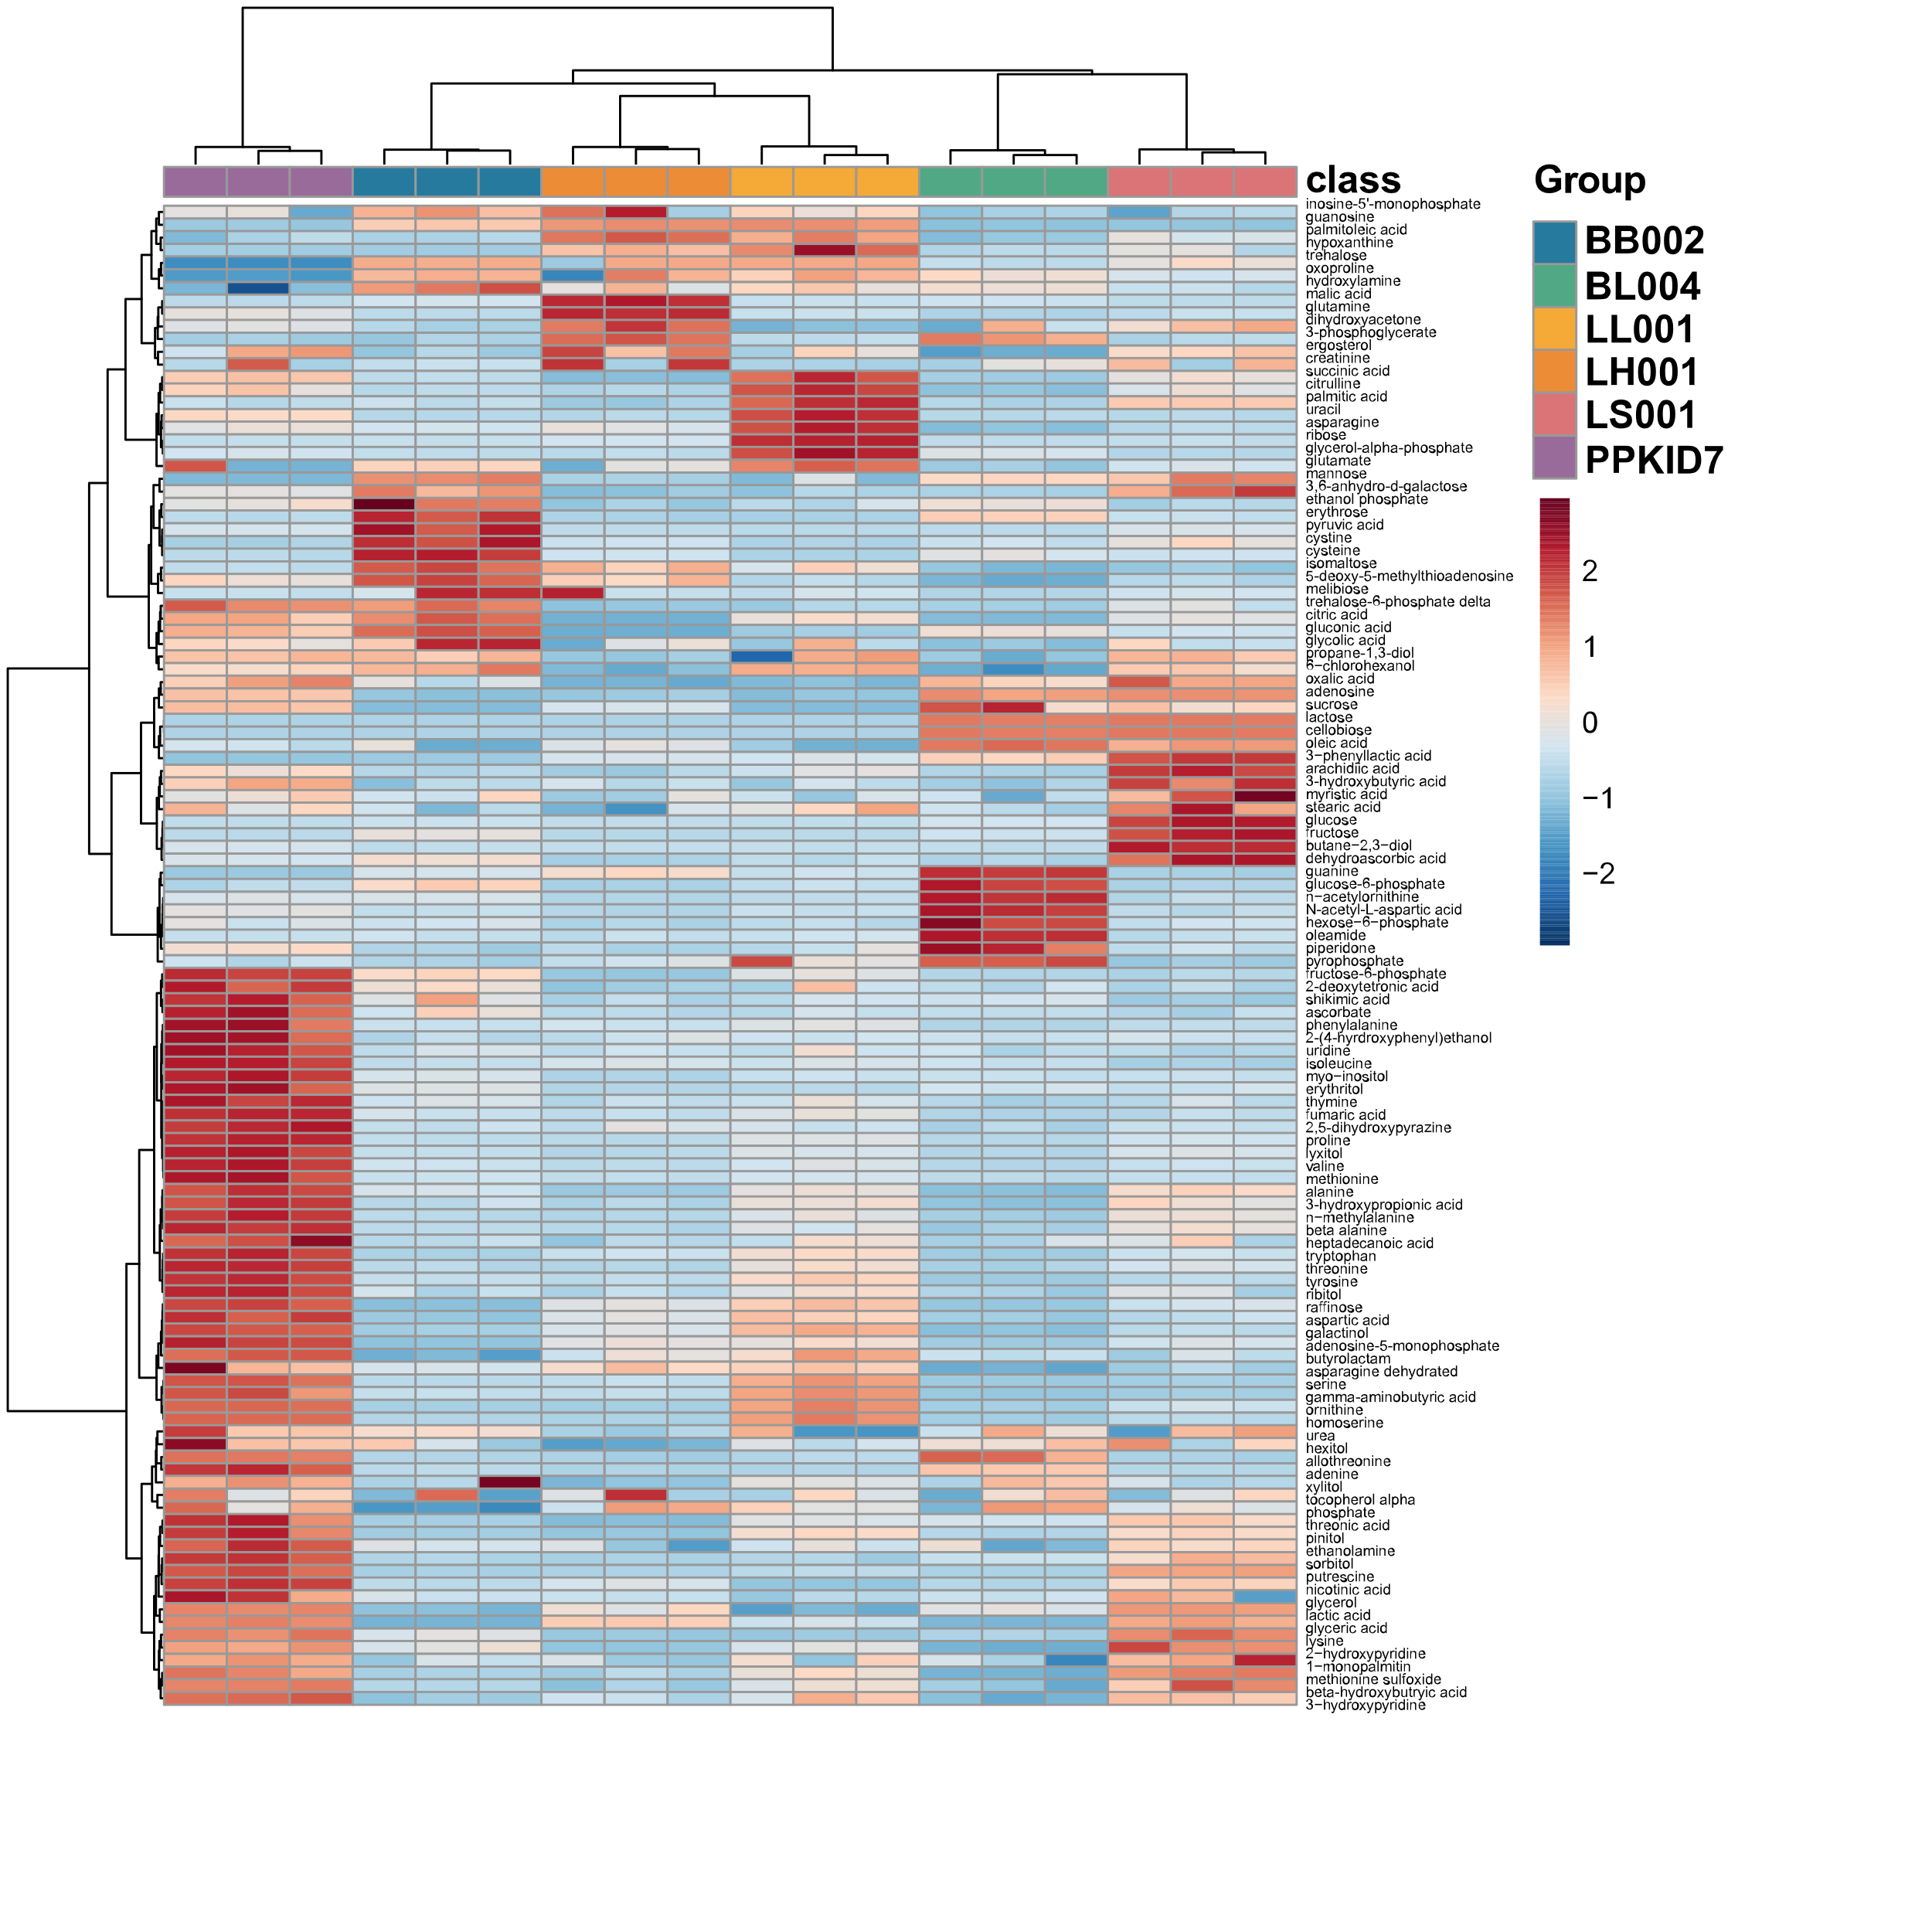 class
inosine-5'-monophosphate
guanosine
palmitoleic acid
hypoxanthine
trehalose
oxoproline
hydroxylamine
malic acid
glutamine
dihydroxyacetone
3-phosphoglycerate
ergosterol
creatinine
succinic acid
citrulline
palmitic acid
uracil
asparagine
ribose
glycerol-alpha-phosphate
glutamate
mannose
3,6-anhydro-d-galactose
ethanol phosphate
erythrose
pyruvic acid
cystine
cysteine
isomaltose
5-deoxy-5-methylthioadenosine
melibiose
trehalose-6-phosphate delta
citric acid
gluconic acid
glycolic acid
propane-1,3-diol
6−chlorohexanol
oxalic acid
adenosine
sucrose
lactose
cellobiose
oleic acid
3−phenyllactic acid
arachidiic acid
3-hydroxybutyric acid
myristic acid
stearic acid
glucose
fructose
butane−2,3−diol
dehydroascorbic acid
guanine
glucose-6-phosphate
n−acetylornithine
N-acetyl-L-aspartic acid
hexose−6−phosphate
oleamide
piperidone
pyrophosphate
fructose-6-phosphate
2-deoxytetronic acid
shikimic acid
ascorbate
phenylalanine
2-(4-hyrdroxyphenyl)ethanol
uridine
isoleucine
myo−inositol
erythritol
thymine
fumaric acid
2,5-dihydroxypyrazine
proline
lyxitol
valine
methionine
alanine
3-hydroxypropionic acid
n−methylalanine
beta alanine
heptadecanoic acid
tryptophan
threonine
tyrosine
ribitol
raffinose
aspartic acid
galactinol
adenosine-5-monophosphate
butyrolactam
asparagine dehydrated
serine
gamma-aminobutyric acid
ornithine
homoserine
urea
hexitol
allothreonine
adenine
xylitol
tocopherol alpha
phosphate
threonic acid
pinitol
ethanolamine
sorbitol
putrescine
nicotinic acid
glycerol
lactic acid
glyceric acid
lysine
2−hydroxypyridine
1−monopalmitin
methionine sulfoxide
beta-hydroxybutryic acid
3−hydroxypyridine
Group
BB002
BL004
LL001
LH001
LS001
PPKID7
2
1
0
−1
−2